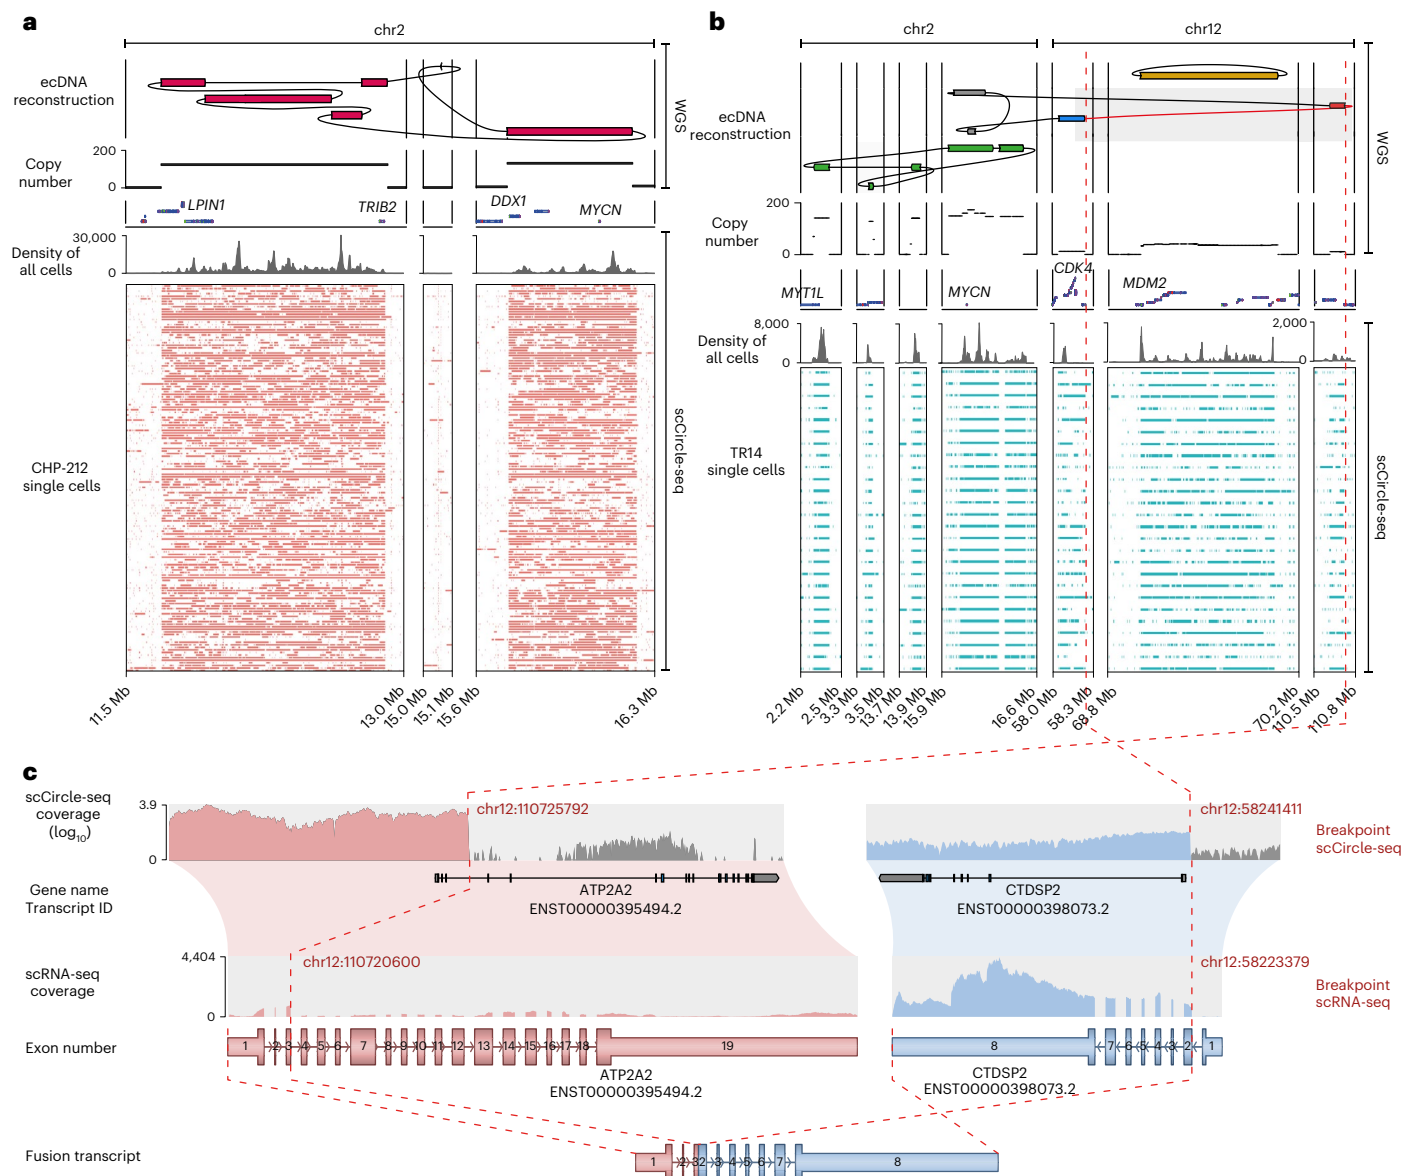 a
chr2
ecDNA
reconstruction
WGS
200
Copy
number
0
LPIN1
TRIB2
DDX1
MYCN
30,000
Density of
all cells
0
CHP-212
single cells
scCircle-seq
11.5 Mb
13.0 Mb
15.0 Mb
15.1 Mb
15.6 Mb
16.3 Mb
b
chr2
chr12
ecDNA
reconstruction
WGS
200
Copy
number
0
MYT1L
MYCN
CDK4
MDM2
8,000
Density of
all cells
0
2,000
0
TR14
single cells
scCircle-seq
2.2 Mb
2.5 Mb
3.3 Mb
3.5 Mb
13.7 Mb
13.9 Mb
15.9 Mb
16.6 Mb
58.0 Mb
58.3 Mb
68.8 Mb
70.2 Mb
110.5 Mb
110.8 Mb
c
scCircle-seq
coverage
(log10)
3.9
0
chr12:110725792
chr12:58241411
Breakpoint
scCircle-seq
Gene name
Transcript ID
ATP2A2
ENST00000395494.2
CTDSP2
ENST00000398073.2
scRNA-seq
coverage
4,404
0
chr12:110720600
chr12:58223379
Breakpoint
scRNA-seq
Exon number
1 2 3 4 5 6 7 8 9 10 11 12 13 14 15 16 17 18 19
8 7 6 5 4 3 2 1
ATP2A2
ENST00000395494.2
CTDSP2
ENST00000398073.2
Fusion transcript
1 2 3 2 3 4 5 6 7 8